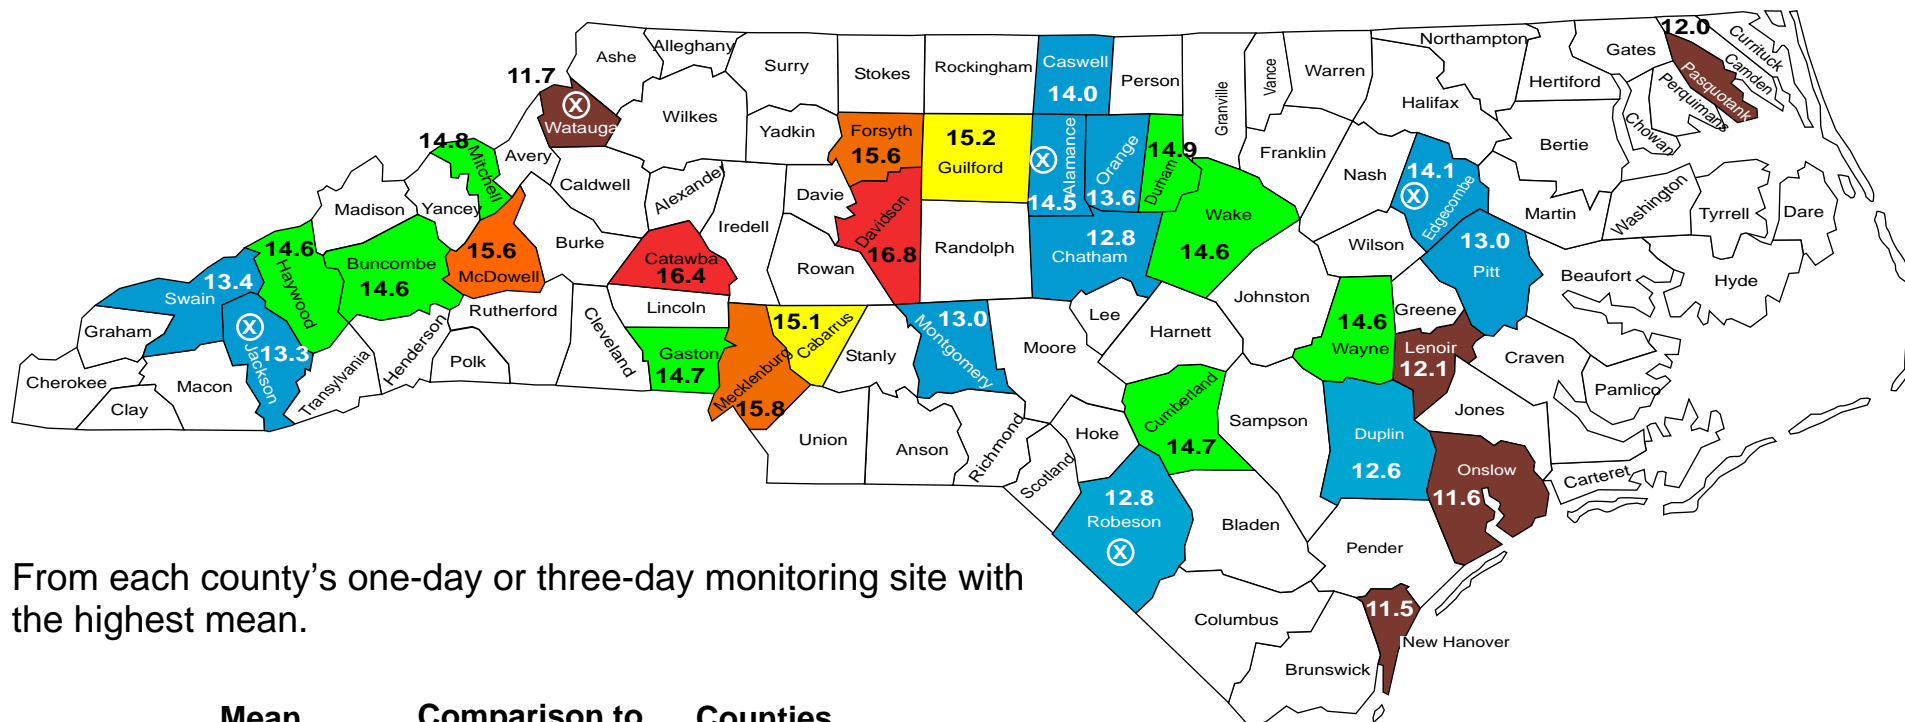 12.0
Northampton
Currituck
Alleghany
Gates
Camden
Ashe
Surry
Stokes
Rockingham
Caswell
Person
Vance
Warren
Hertiford
Perquimans
Pasquotank
11.7
X
Watauga
Wilkes
14.0
Granville
Halifax
Chowan
14.8
Mitchell
Avery
Yadkin
Forsyth
15.6
15.2
Guilford
X
Alamance
14.5
Orange
13.6
14.9
Durham
Franklin
Nash
14.1
X
Edgecombe
Bertie
Caldwell
Alexander
Davie
Davidson
16.8
Wake
14.6
Martin
Washington
Tyrrell
Dare
Madison
Yancey
Iredell
Randolph
12.8
Chatham
Wilson
13.0
Pitt
14.6
Haywood
Buncombe
14.6
15.6
McDowell
Burke
Catawba
16.4
Rowan
Johnston
Beaufort
Hyde
13.4
Swain
Rutherford
Lincoln
Lee
Greene
Graham
X
13.3
Jackson
Henderson
Cleveland
Gaston
14.7
15.1
Cabarrus
Stanly
13.0
Montgomery
Moore
Harnett
14.6
Wayne
Lenoir
12.1
Craven
Cherokee
Macon
Transylvania
Polk
Mecklenburg
15.8
Pamlico
Clay
Cumberland
14.7
Sampson
Jones
Union
Anson
Richmond
Hoke
Scotland
Duplin
12.6
Onslow
11.6
Carteret
12.8
Robeson
X
Bladen
Pender
From each county’s one-day or three-day monitoring site with
the highest mean.
Columbus
11.5
New Hanover
Brunswick
Mean Comparison to Counties